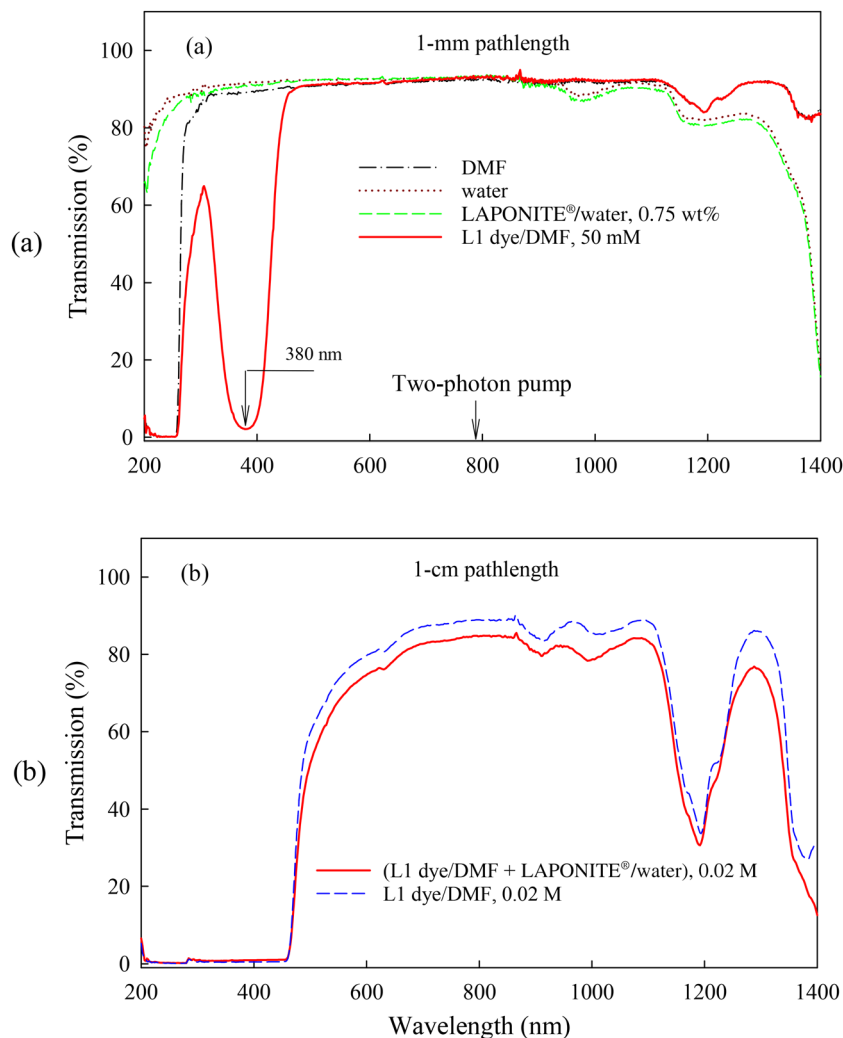 (a)
1-mm pathlength
Transmission (%)
100
80
60
40
20
0
DMF
water
LAPONITE®/water, 0.75 wt%
L1 dye/DMF, 50 mM
(a)
380 nm
Two-photon pump
200 400 600 800 1000 1200 1400
(b)
1-cm pathlength
Transmission (%)
100
80
60
40
20
0
(b)
(L1 dye/DMF + LAPONITE®/water), 0.02 M
L1 dye/DMF, 0.02 M
200 400 600 800 1000 1200 1400
Wavelength (nm)